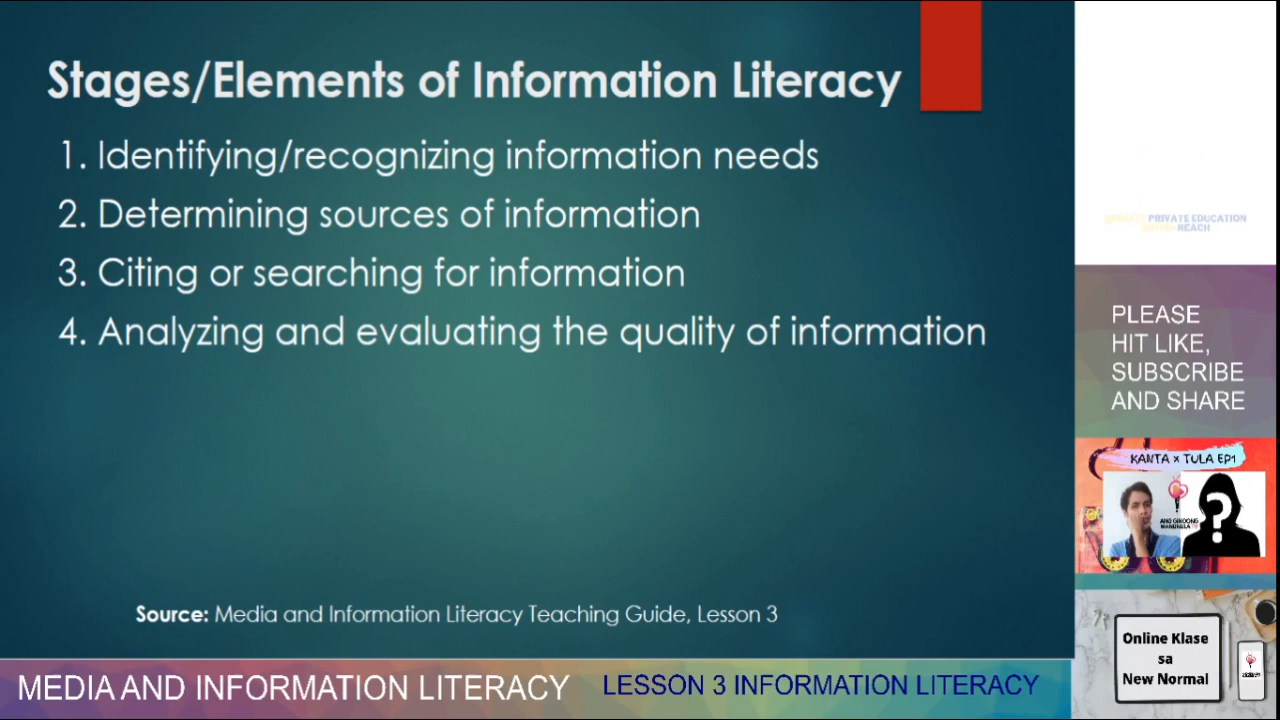 Stages/Elements of Information Literacy
1. Identifying/recognizing information needs
2. Determining sources of information
3. Citing or searching for information
4. Analyzing and evaluating the quality of information
Source: Media and Information Literacy Teaching Guide, Lesson 3
MEDIA AND INFORMATION LITERACY
LESSON 3 INFORMATION LITERACY
PRIVATE EDUCATION
REACH
PLEASE
HIT LIKE,
SUBSCRIBE
AND SHARE
KANTA x TULA EP1
ANG GINOONG
Online Klase
sa
New Normal